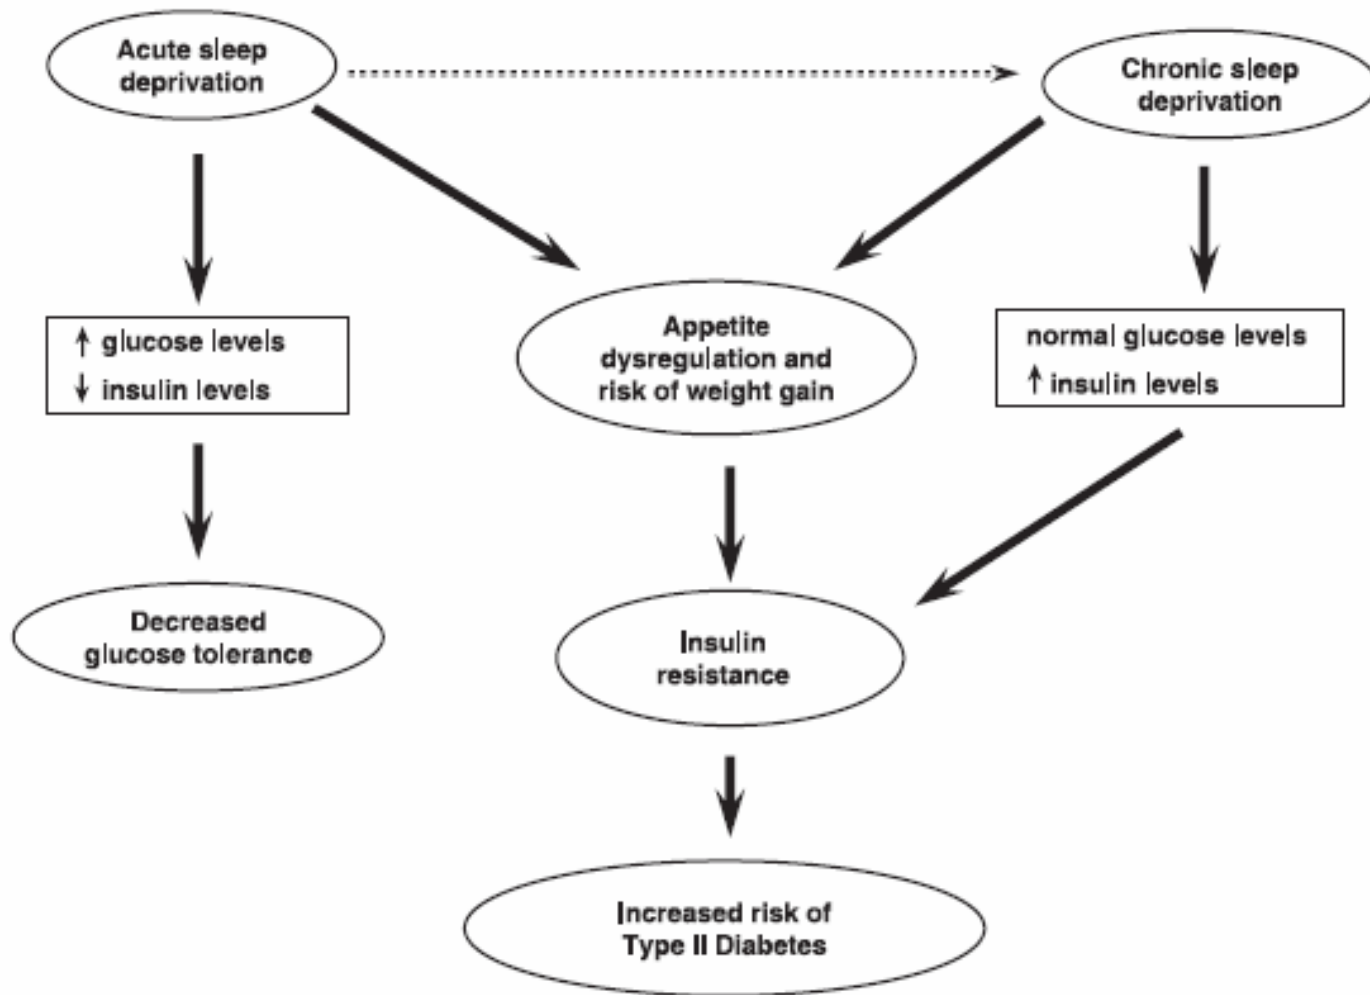 Acute sleep
deprivation
Chronic sleep
deprivation
↑ glucose levels
↓ insulin levels
Appetite
dysregulation and
risk of weight gain
normal glucose levels
↑ insulin levels
Decreased
glucose tolerance
Insulin
resistance
Increased risk of
Type II Diabetes